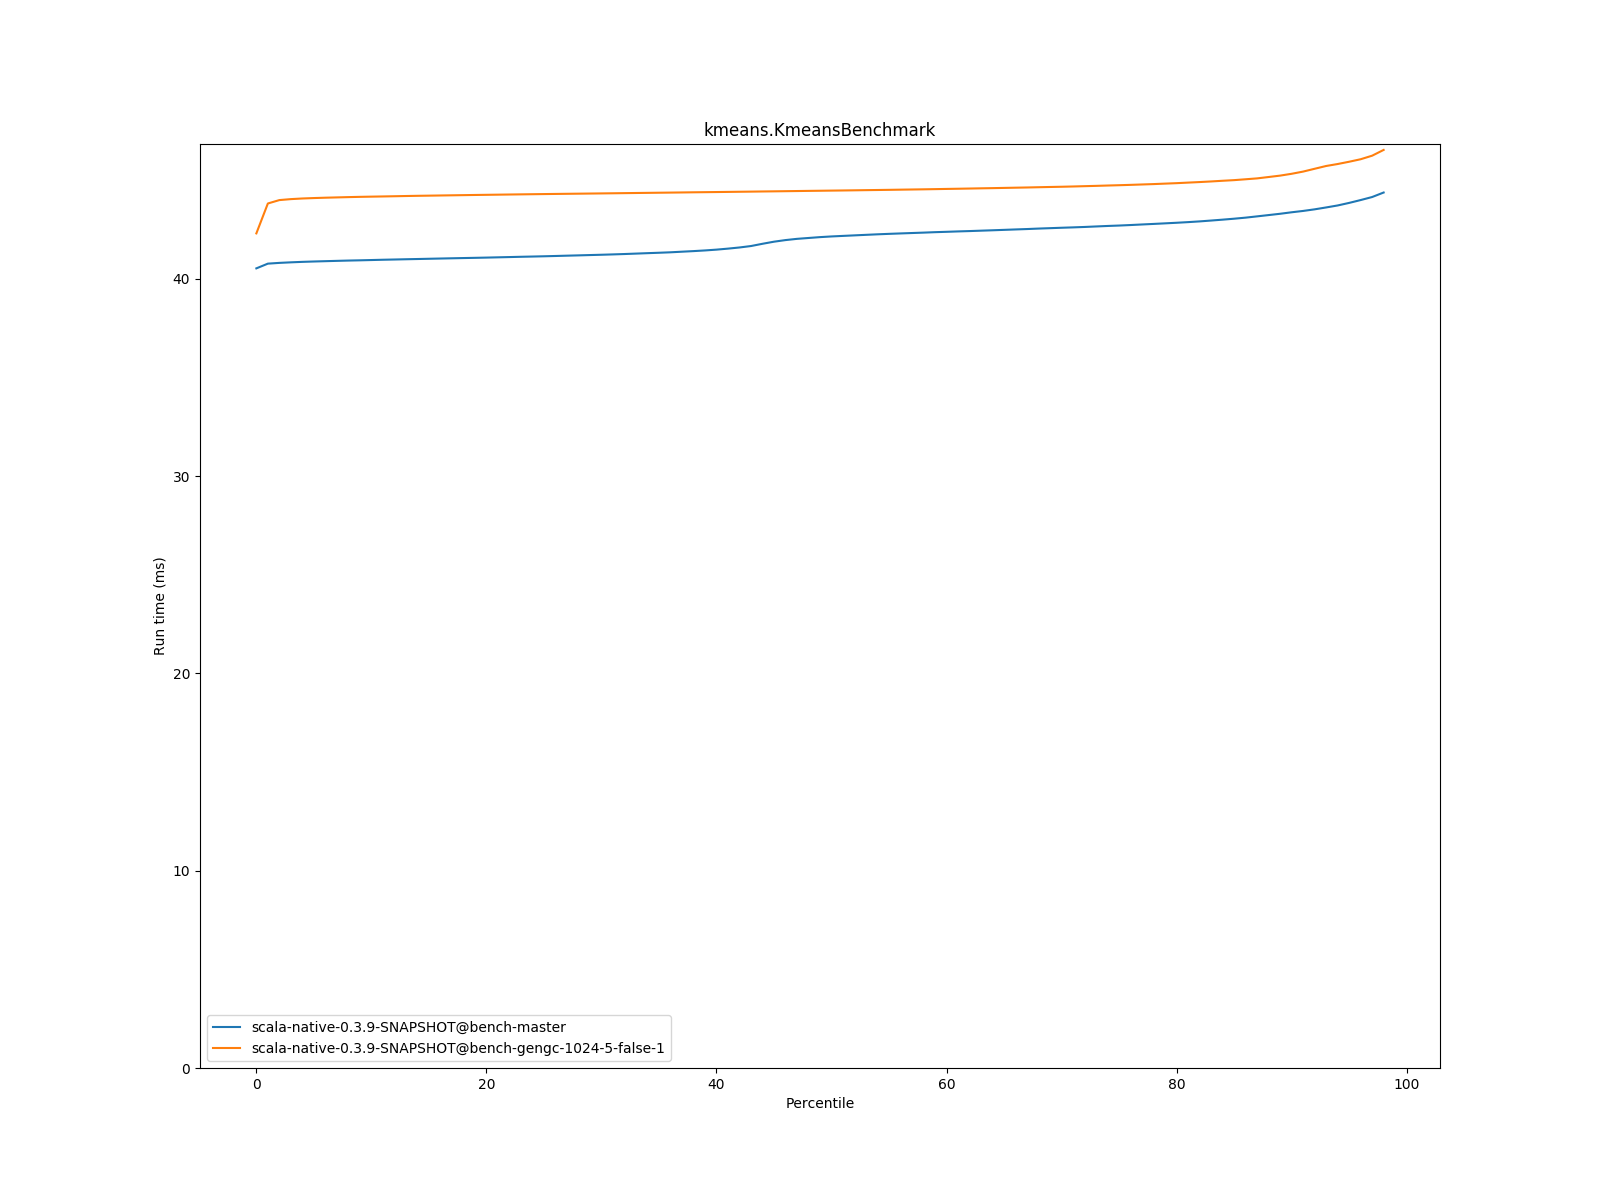 kmeans.KmeansBenchmark
40
30
20
10
0
Run time (ms)
scala-native-0.3.9-SNAPSHOT@bench-master
scala-native-0.3.9-SNAPSHOT@bench-gengc-1024-5-false-1
0 20 40 60 80 100
Percentile